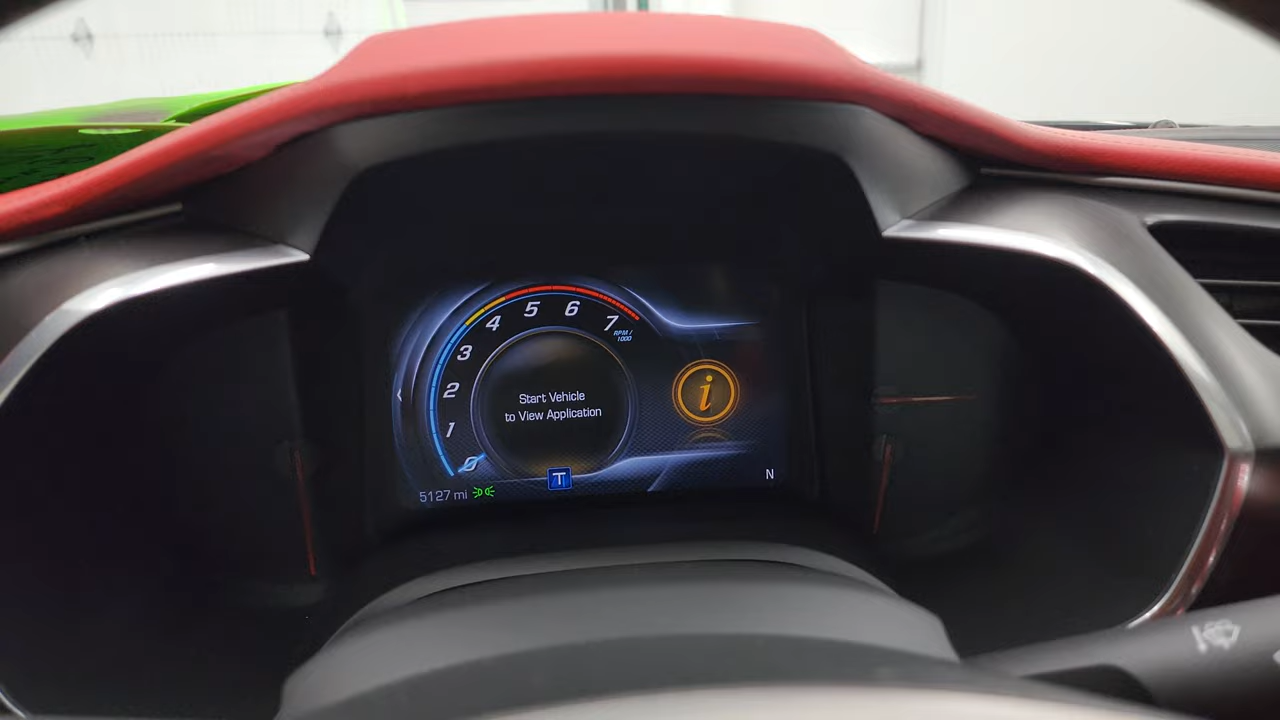 4 5 6 7
RPM /
1000
3
2
1
0
Start Vehicle
to View Application
i
T
5127 mi
N